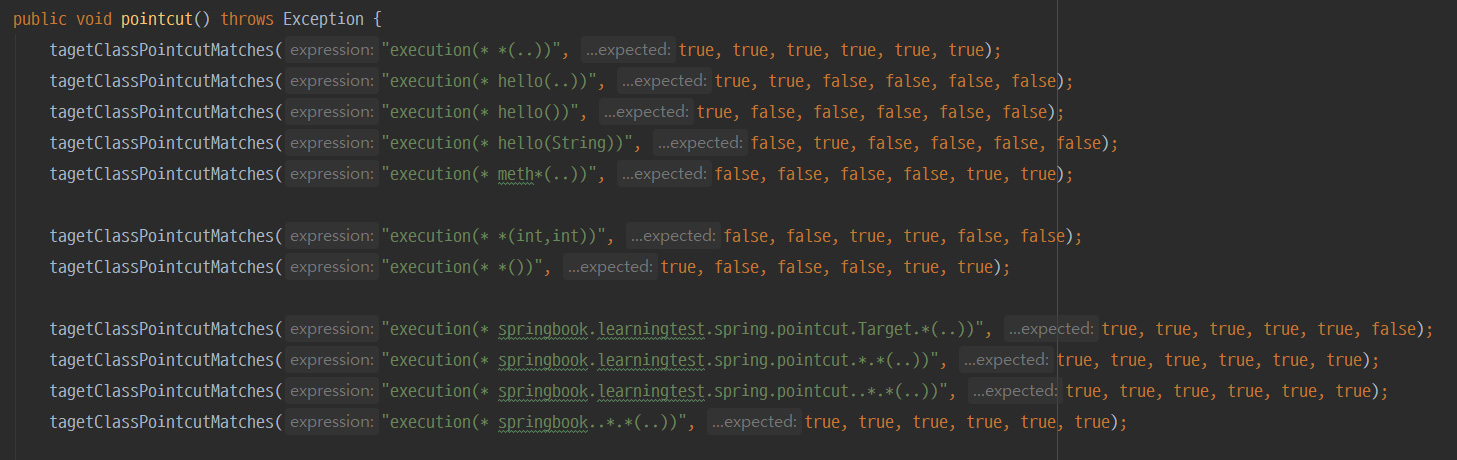 public void pointcut() throws Exception {
tagetClassPointcutMatches( expression: "execution(* *(..))", ...expected: true, true, true, true, true, true);
tagetClassPointcutMatches( expression: "execution(* hello(..))", ...expected: true, true, false, false, false, false);
tagetClassPointcutMatches( expression: "execution(* hello())", ...expected: true, false, false, false, false, false);
tagetClassPointcutMatches( expression: "execution(* hello(String))", ...expected: false, true, false, false, false, false);
tagetClassPointcutMatches( expression: "execution(* meth*(..))", ...expected: false, false, false, false, true, true);
tagetClassPointcutMatches( expression: "execution(* *(int,int))", ...expected: false, false, true, true, false, false);
tagetClassPointcutMatches( expression: "execution(* *())", ...expected: true, false, false, false, true, true);
tagetClassPointcutMatches( expression: "execution(* springbook.learningtest.spring.pointcut.Target.*(..))", ...expected: true, true, true, true, true, false);
tagetClassPointcutMatches( expression: "execution(* springbook.learningtest.spring.pointcut.*.*(..))", ...expected: true, true, true, true, true, true);
tagetClassPointcutMatches( expression: "execution(* springbook.learningtest.spring.pointcut..*.*(..))", ...expected: true, true, true, true, true, true);
tagetClassPointcutMatches( expression: "execution(* springbook..*.*(..))", ...expected: true, true, true, true, true, true);